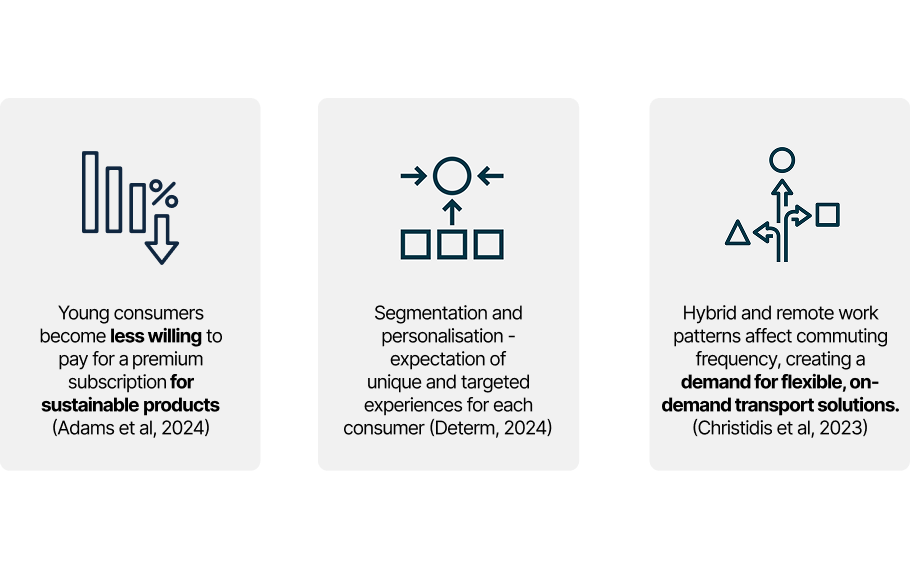 %
Young consumers
become less willing to
pay for a premium
subscription for
sustainable products
(Adams et al, 2024)
Segmentation and
personalisation -
expectation of
unique and targeted
experiences for each
consumer (Determ, 2024)
Hybrid and remote work
patterns affect commuting
frequency, creating a
demand for flexible, on-
demand transport solutions.
(Christidis et al, 2023)